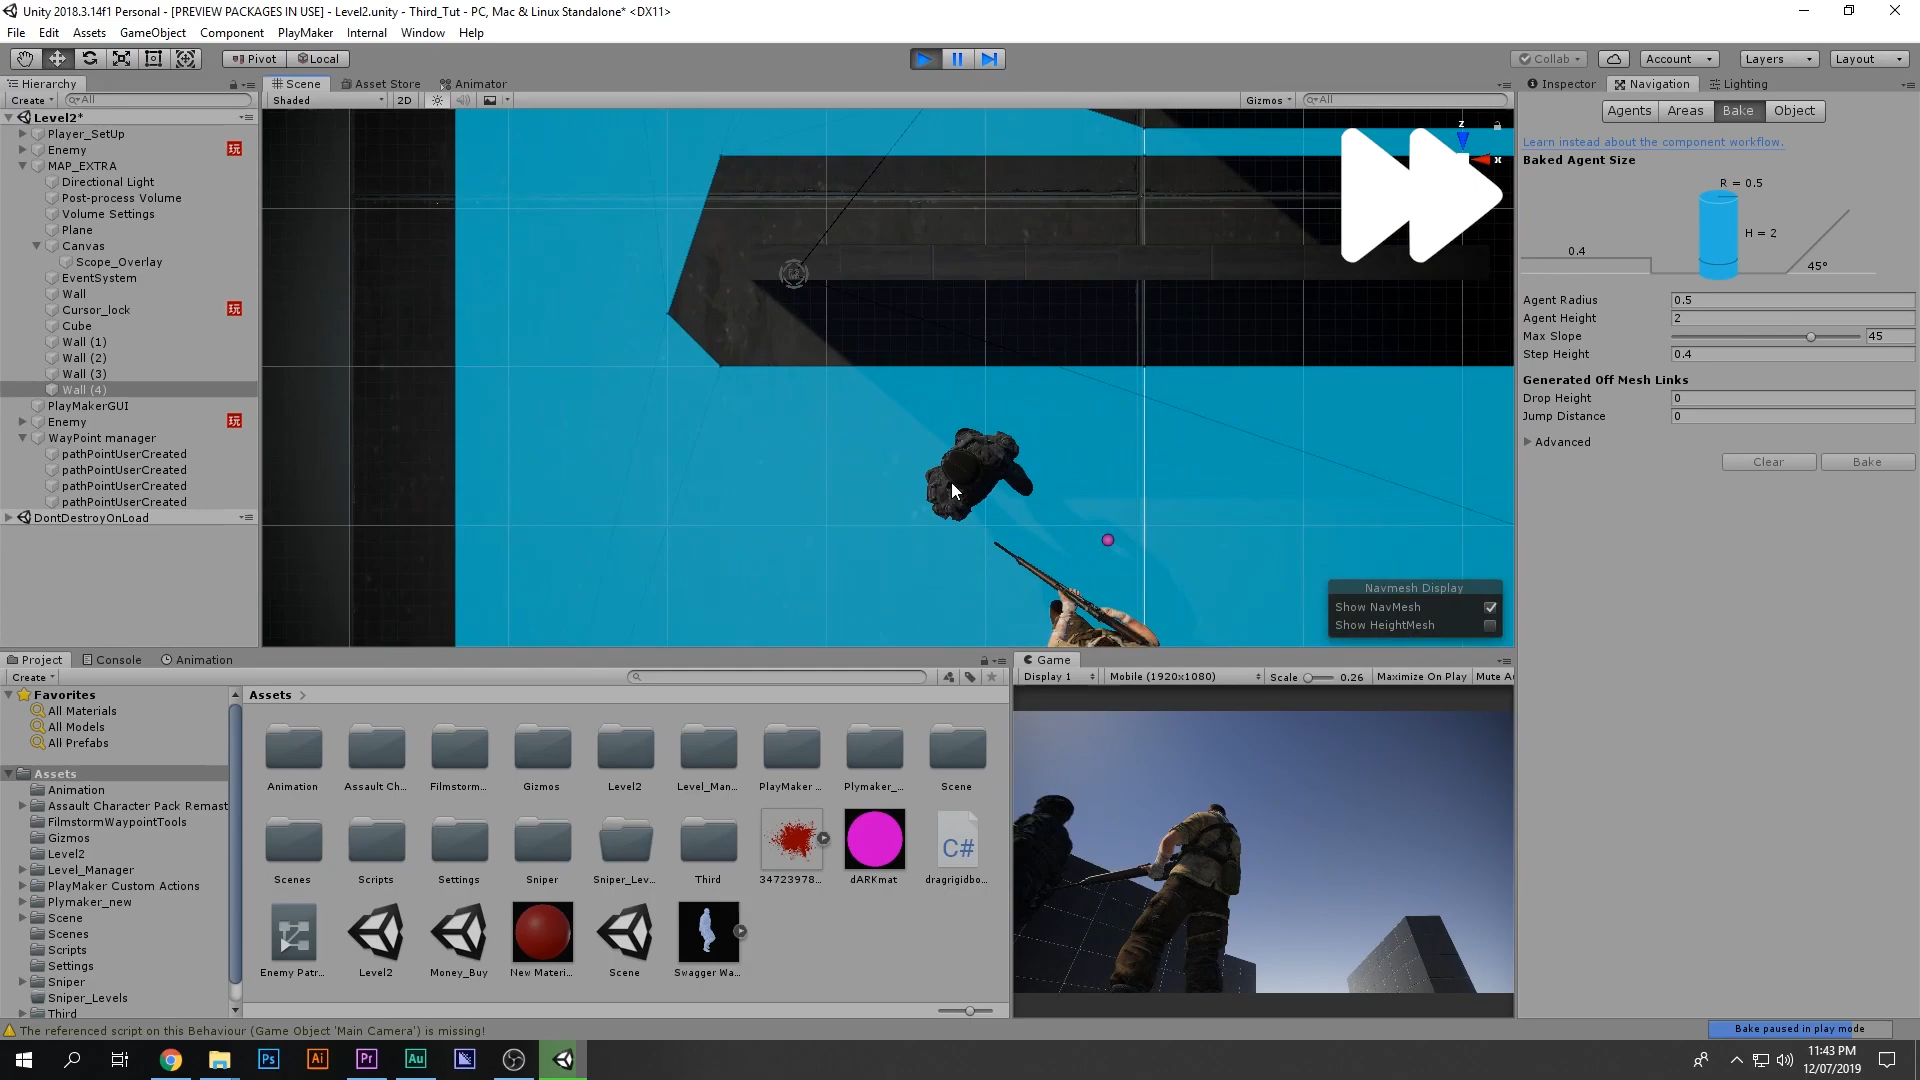 Unity 2018.3.14f1 Personal - [PREVIEW PACKAGES IN USE] - Level2.unity - Third_Tut - PC, Mac & Linux Standalone* <DX11>
File Edit Assets GameObject Component PlayMaker Internal Window Help
Pivot Local Collab Account Layers Layout
Hierarchy Scene Asset Store Animator Inspector Navigation Lighting
Create All Shaded 2D Gizmos All
Agents Areas Bake Object
Learn instead about the component workflow.
Baked Agent Size
R = 0.5
H = 2
0.4
45°
Agent Radius 0.5
Agent Height 2
Max Slope 45
Step Height 0.4
Generated Off Mesh Links
Drop Height 0
Jump Distance 0
Advanced
Clear Bake
Level2*
Player_SetUp
Enemy 玩
MAP_EXTRA
Directional Light
Post-process Volume
Volume Settings
Plane
Canvas
Scope_Overlay
EventSystem
Wall
Cursor_lock 玩
Cube
Wall (1)
Wall (2)
Wall (3)
Wall (4)
PlayMakerGUI
Enemy 玩
WayPoint manager
pathPointUserCreated
pathPointUserCreated
pathPointUserCreated
pathPointUserCreated
DontDestroyOnLoad
z
x
Navmesh Display
Show NavMesh
Show HeightMesh
Project Console Animation
Create
Favorites
All Materials
All Models
All Prefabs
Assets
Animation
Assault Character Pack Remast
FilmstormWaypointTools
Gizmos
Level2
Level_Manager
PlayMaker Custom Actions
Plymaker_new
Scene
Scenes
Scripts
Settings
Sniper
Sniper_Levels
Third
Assets
Animation Assault Ch... Filmstorm... Gizmos Level2 Level_Man... PlayMaker ... Plymaker_... Scene
Scenes Scripts Settings Sniper Sniper_Lev... Third 34723978... dARKmat dragrigidbo...
C#
Enemy Patr... Level2 Money_Buy New Materi... Scene Swagger Wa...
Game
Display 1 Mobile (1920x1080) Scale 0.26 Maximize On Play Mute A
The referenced script on this Behaviour (Game Object 'Main Camera') is missing!
Bake paused in play mode
Ps Ai Pr Au
11:43 PM
12/07/2019